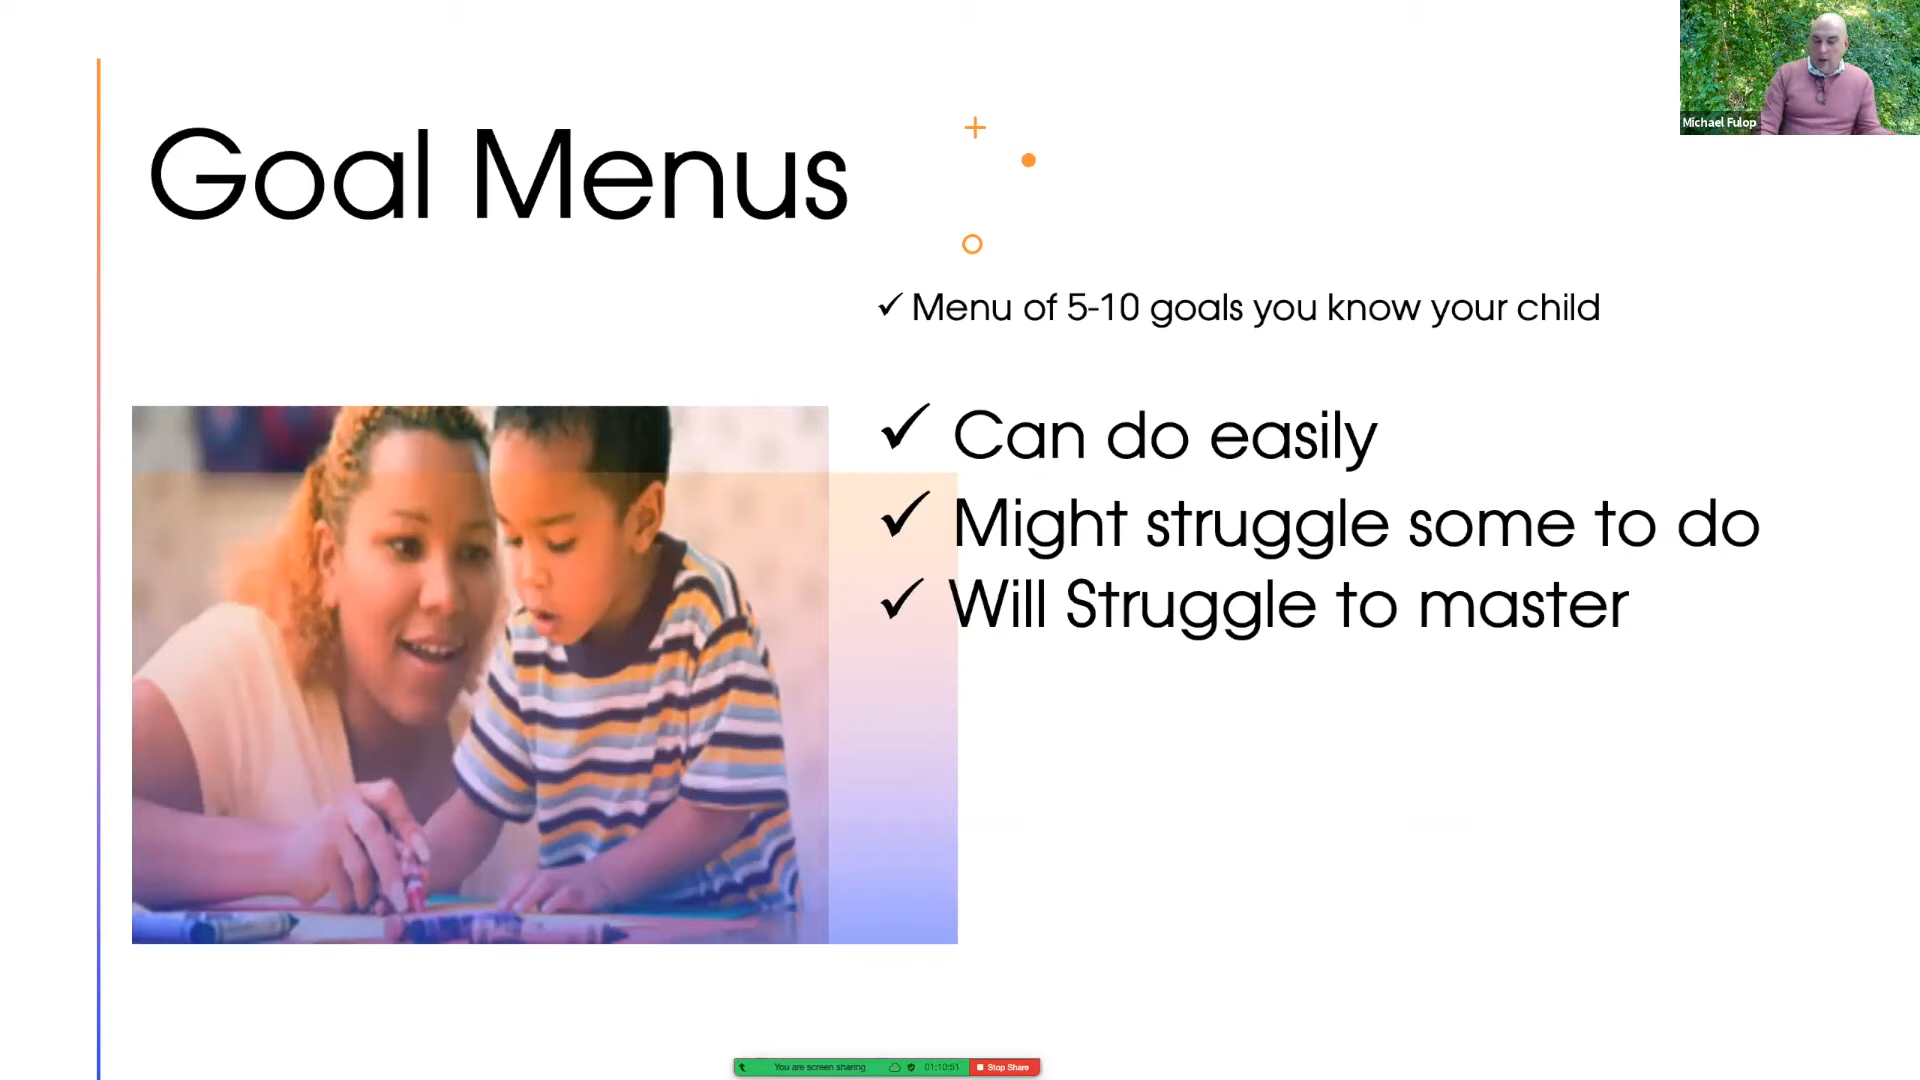 Michael Fulop
Goal Menus
✓ Menu of 5-10 goals you know your child
✓ Can do easily
✓ Might struggle some to do
✓ Will Struggle to master
You are screen sharing 01:10:51 Stop Share